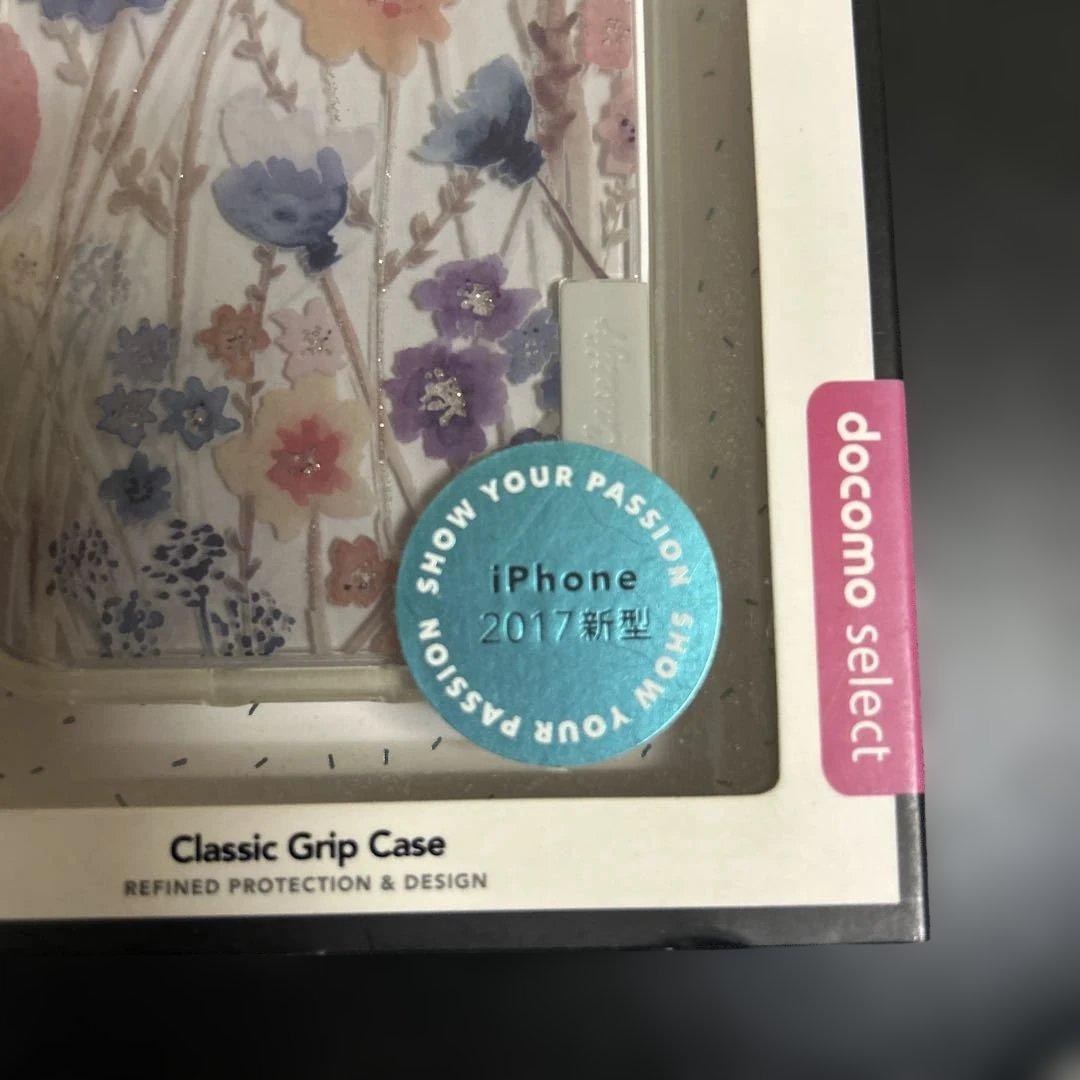 SHOW YOUR PASSION SHOW YOUR PASSION
iPhone
2017新型
docomo select
Classic Grip Case
REFINED PROTECTION & DESIGN